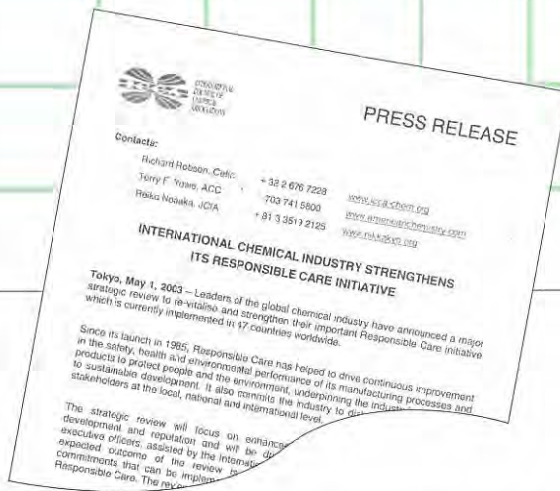 INTERNATIONAL
COUNCIL OF
CHEMICAL
ASSOCIATIONS
PRESS RELEASE
Contacts:
Richard Robson, Cefic + 32 2 676 7228 www.icca-chem.org
Terry F. Yosie, ACC 703 741 5800 www.americanchemistry.com
Reiko Nosaka, JCIA + 81 3 3519 2125 www.nikkakyo.org
INTERNATIONAL CHEMICAL INDUSTRY STRENGTHENS
ITS RESPONSIBLE CARE INITIATIVE
Tokyo, May 1, 2003 – Leaders of the global chemical industry have announced a major
strategic review to re-vitalise and strengthen their important Responsible Care initiative
which is currently implemented in 47 countries worldwide.
Since its launch in 1985, Responsible Care has helped to drive continuous improvement
in the safety, health and environmental performance of its manufacturing processes and
products to protect people and the environment, underpinning the
to sustainable development. It also commits the industry to
stakeholders at the local, national and international level.
The strategic review will focus on
development and reputation and will be
executive officers, assisted by the
expected outcome of the review
commitments that can be
Responsible Care. The